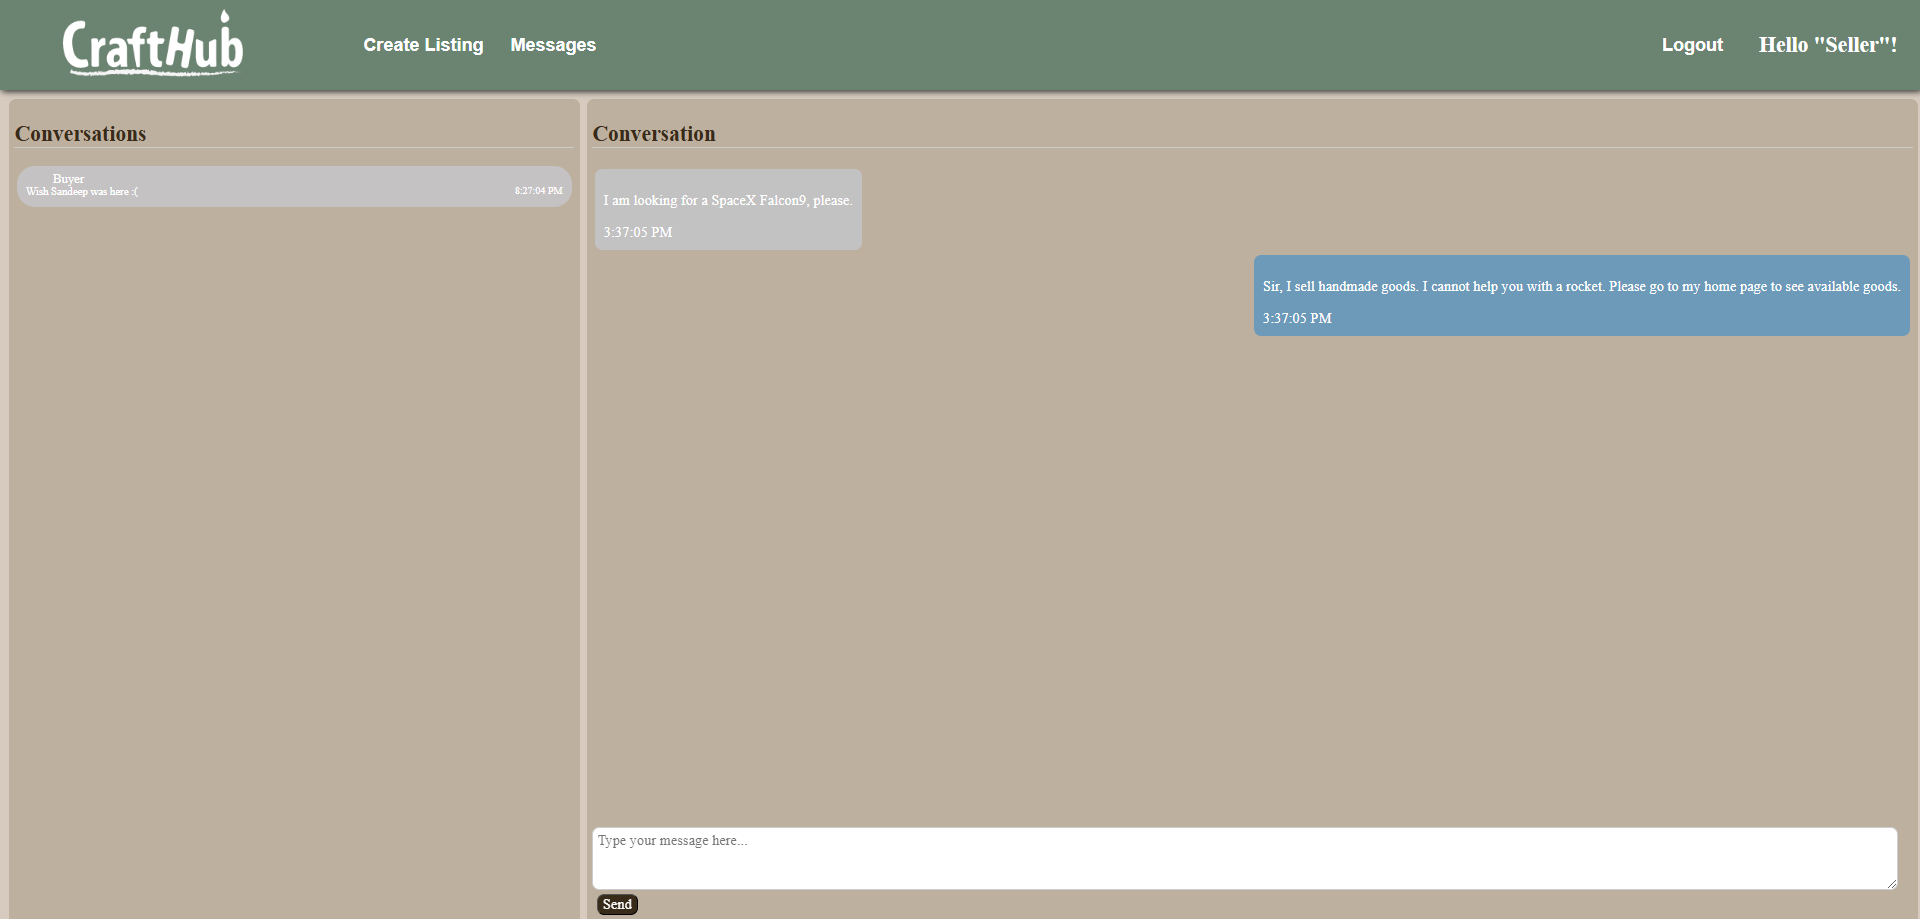 CraftHub
Create Listing
Messages
Logout
Hello "Seller"!
Conversations
Buyer
Wish Sandeep was here :(
8:27:04 PM
Conversation
I am looking for a SpaceX Falcon9, please.
3:37:05 PM
Sir, I sell handmade goods. I cannot help you with a rocket. Please go to my home page to see available goods.
3:37:05 PM
Type your message here...
Send